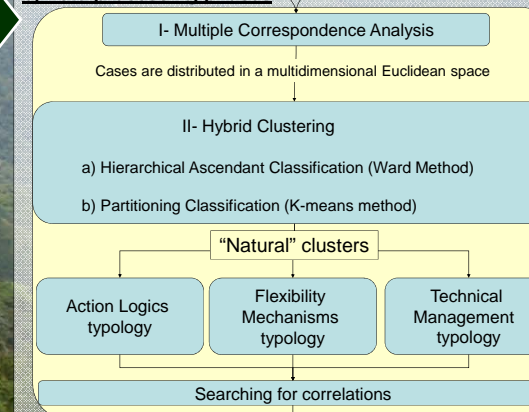 I- Multiple Correspondence Analysis
Cases are distributed in a multidimensional Euclidean space
II- Hybrid Clustering
a) Hierarchical Ascendant Classification (Ward Method)
b) Partitioning Classification (K-means method)
“Natural” clusters
Action Logics
typology
Flexibility
Mechanisms
typology
Technical
Management
typology
Searching for correlations